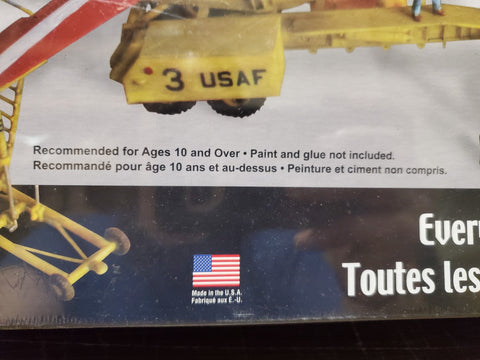 3 USAF
Recommended for Ages 10 and Over • Paint and glue not included.
Recommandé pour âge 10 ans et au-dessus • Peinture et ciment non compris.
Toutes les
Made in the U.S.A.
Fabriqué aux É.-U.